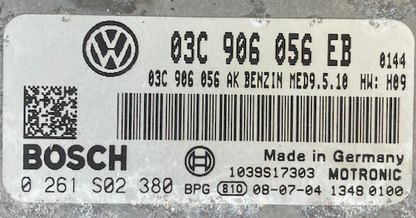 03C 906 056 EB 0144
03C 906 056 AK BENZIN MED9.5.10 HW: H09
BOSCH
Made in Germany
1039S17303 MOTRONIC
0 261 S02 380 BPG 810 08-07-04 1348 0100